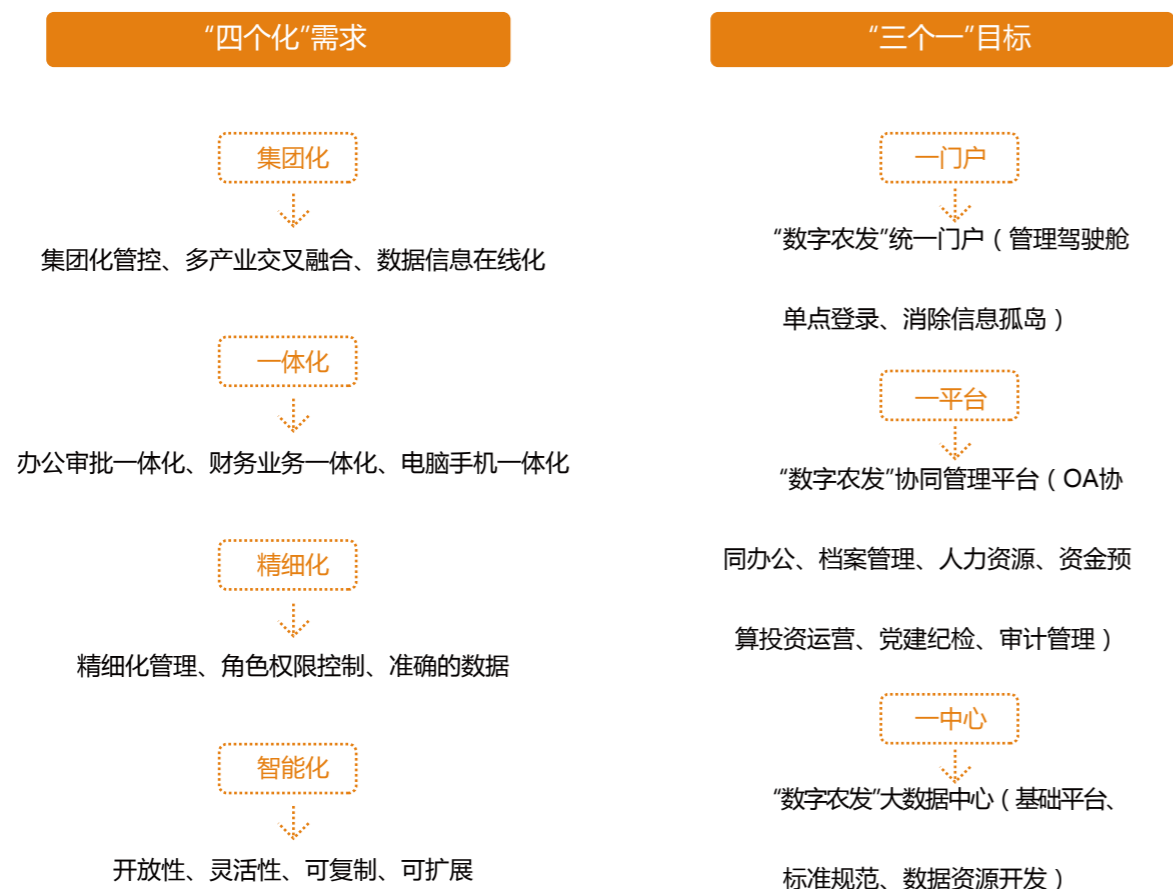 “四个化”需求
集团化
集团化管控、多产业交叉融合、数据信息在线化
一体化
办公审批一体化、财务业务一体化、电脑手机一体化
精细化
精细化管理、角色权限控制、准确的数据
智能化
开放性、灵活性、可复制、可扩展
“三个一”目标
一门户
“数字农发”统一门户（管理驾驶舱
单点登录、消除信息孤岛）
一平台
“数字农发”协同管理平台（OA协
同办公、档案管理、人力资源、资金预
算投资运营、党建纪检、审计管理）
一中心
“数字农发”大数据中心（基础平台、
标准规范、数据资源开发）